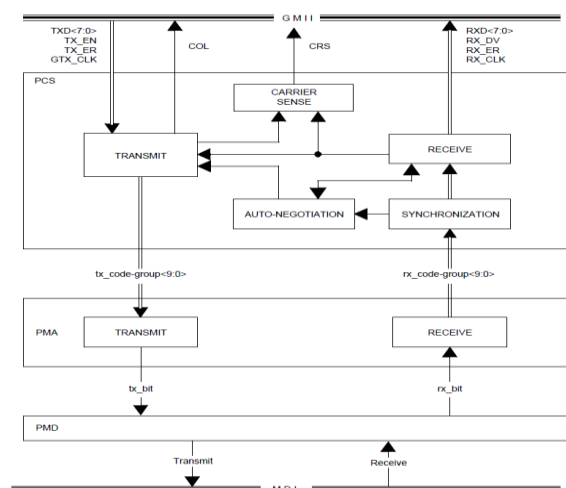 G M I I
TXD<7:0>
TX_EN
TX_ER
GTX_CLK
COL
CRS
RXD<7:0>
RX_DV
RX_ER
RX_CLK
PCS
CARRIER
SENSE
TRANSMIT
RECEIVE
AUTO-NEGOTIATION
SYNCHRONIZATION
tx_code-group<9:0>
rx_code-group<9:0>
PMA
TRANSMIT
RECEIVE
tx_bit
rx_bit
PMD
Transmit
Receive
M D I